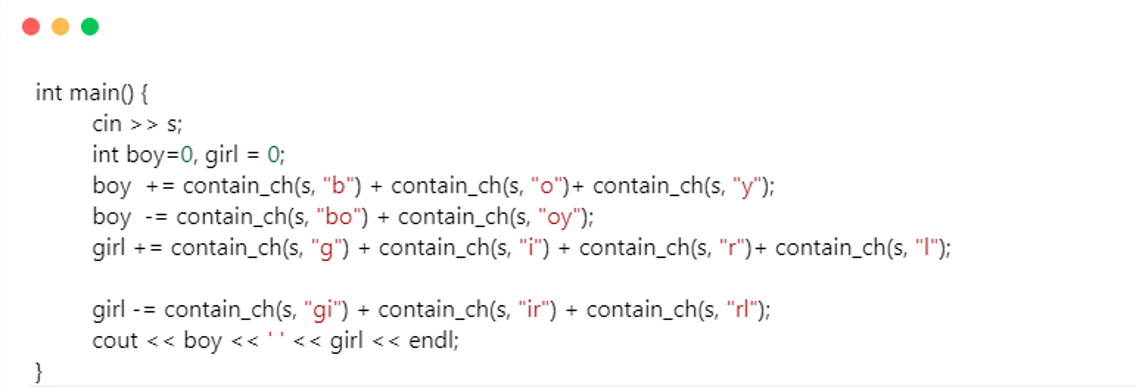 int main() {
cin >> s;
int boy=0, girl = 0;
boy += contain_ch(s, "b") + contain_ch(s, "o")+ contain_ch(s, "y");
boy -= contain_ch(s, "bo") + contain_ch(s, "oy");
girl += contain_ch(s, "g") + contain_ch(s, "i") + contain_ch(s, "r")+ contain_ch(s, "l");
girl -= contain_ch(s, "gi") + contain_ch(s, "ir") + contain_ch(s, "rl");
cout << boy << ' ' << girl << endl;
}